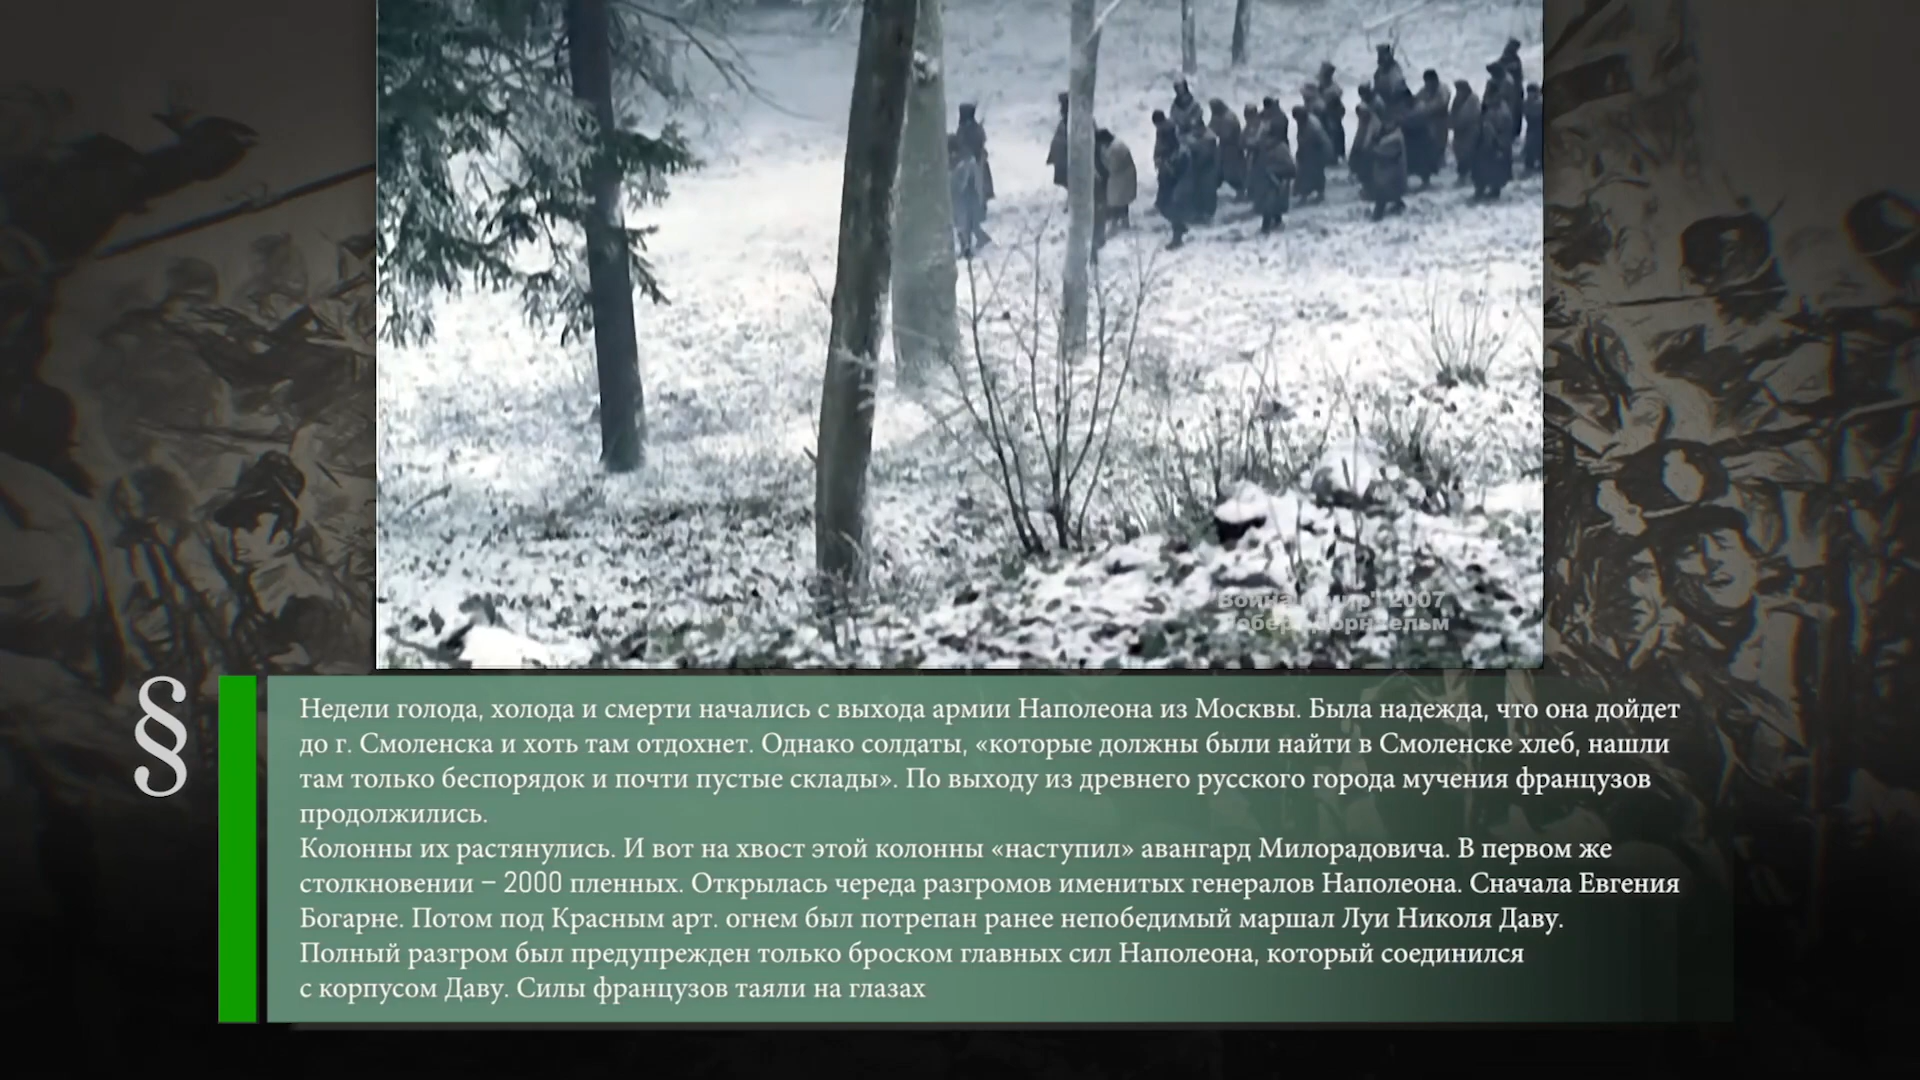 Война и мир" 2007
Роберт Дорнхельм
§
Недели голода, холода и смерти начались с выхода армии Наполеона из Москвы. Была надежда, что она дойдет
до г. Смоленска и хоть там отдохнет. Однако солдаты, «которые должны были найти в Смоленске хлеб, нашли
там только беспорядок и почти пустые склады». По выходу из древнего русского города мучения французов
продолжились.
Колонны их растянулись. И вот на хвост этой колонны «наступил» авангард Милорадовича. В первом же
столкновении – 2000 пленных. Открылась череда разгромов именитых генералов Наполеона. Сначала Евгения
Богарне. Потом под Красным арт. огнем был потрепан ранее непобедимый маршал Луи Николя Даву.
Полный разгром был предупрежден только броском главных сил Наполеона, который соединился
с корпусом Даву. Силы французов таяли на глазах